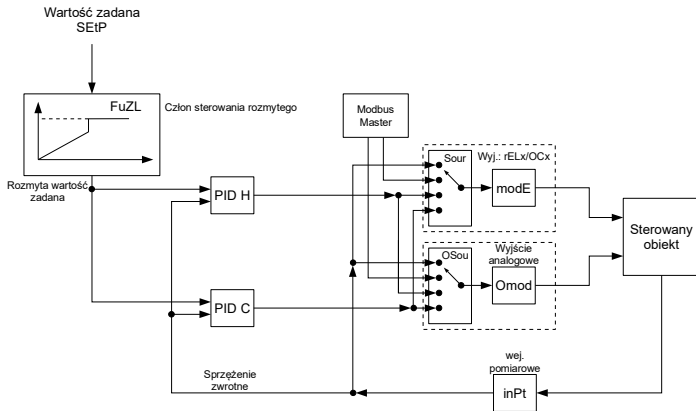 Wartość zadana
SEtP
FuZL
Człon sterowania rozmytego
Rozmyta wartość
zadana
PID H
PID C
Modbus
Master
Sour
Wyj.: rELx/OCx
modE
OSou
Wyjście
analogowe
Omod
Sterowany
obiekt
Sprzężenie
zwrotne
wej.
pomiarowe
inPt